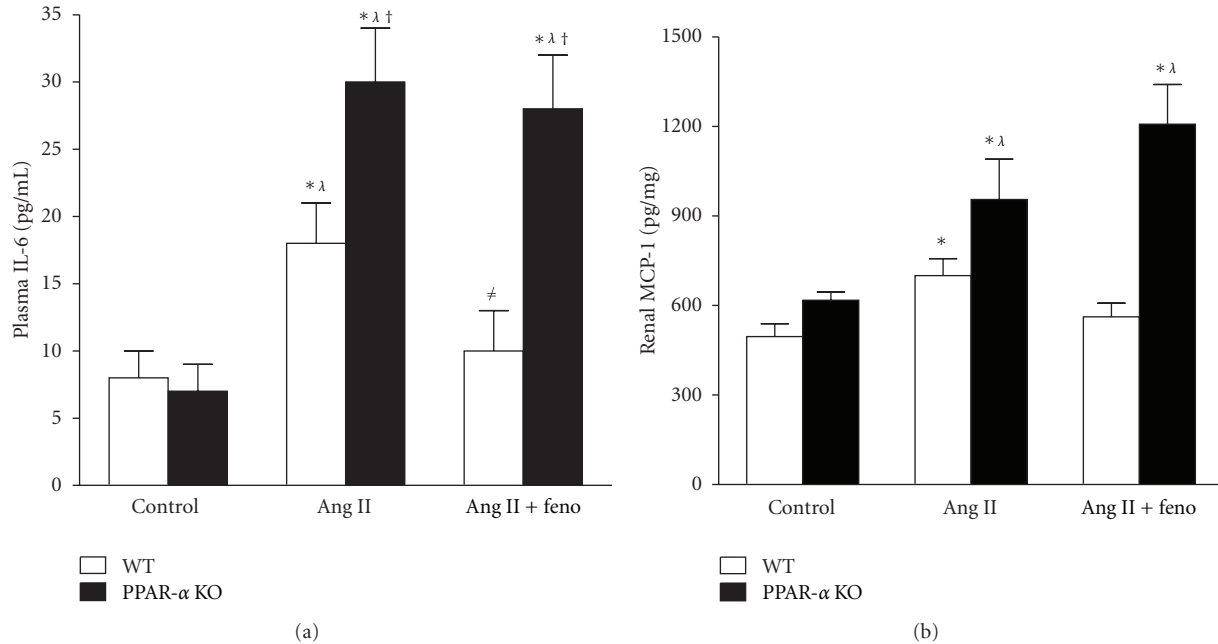 35
30
25
20
15
10
5
0
Plasma IL-6 (pg/mL)
* λ
* λ †
≠
* λ †
Control
Ang II
Ang II + feno
WT
PPAR-α KO
(a)
1500
1200
900
600
300
0
Renal MCP-1 (pg/mg)
*
* λ
* λ
Control
Ang II
Ang II + feno
WT
PPAR-α KO
(b)